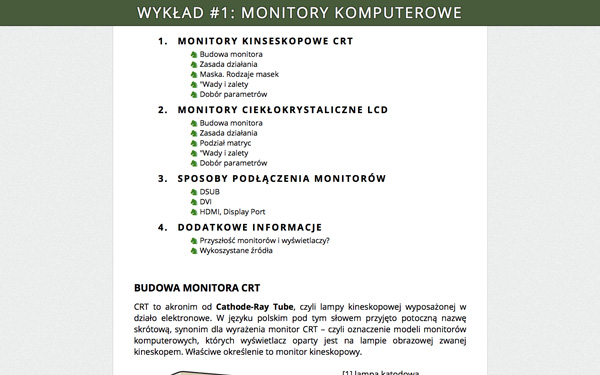 WYKŁAD #1: MONITORY KOMPUTEROWE
1. MONITORY KINSESKOPOWE CRT
Budowa monitora
Zasada działania
Maska. Rodzaje masek
"Wady i zalety
Dobór parametrów
2. MONITORY CIEKŁOKRYSTALICZNE LCD
Budowa monitora
Zasada działania
Podział matryc
"Wady i zalety
Dobór parametrów
3. SPOSOBY PODŁĄCZENIA MONITORÓW
DSUB
DVI
HDMI, Display Port
4. DODATKOWE INFORMACJE
Przyszłość monitorów i wyświetlaczy?
Wykoszystane źródła
BUDOWA MONITORA CRT
CRT to akronim od Cathode-Ray Tube, czyli lampy kineskopowej wyposażonej w
działo elektronowe. W języku polskim pod tym słowem przyjęto potoczną nazwę
skrótową, synonim dla wyrażenia monitor CRT – czyli oznaczenie modeli monitorów
komputerowych, których wyświetlacz oparty jest na lampie obrazowej zwanej
kineskopem. Właściwe określenie to monitor kineskopowy.
[1] lampa katodowa